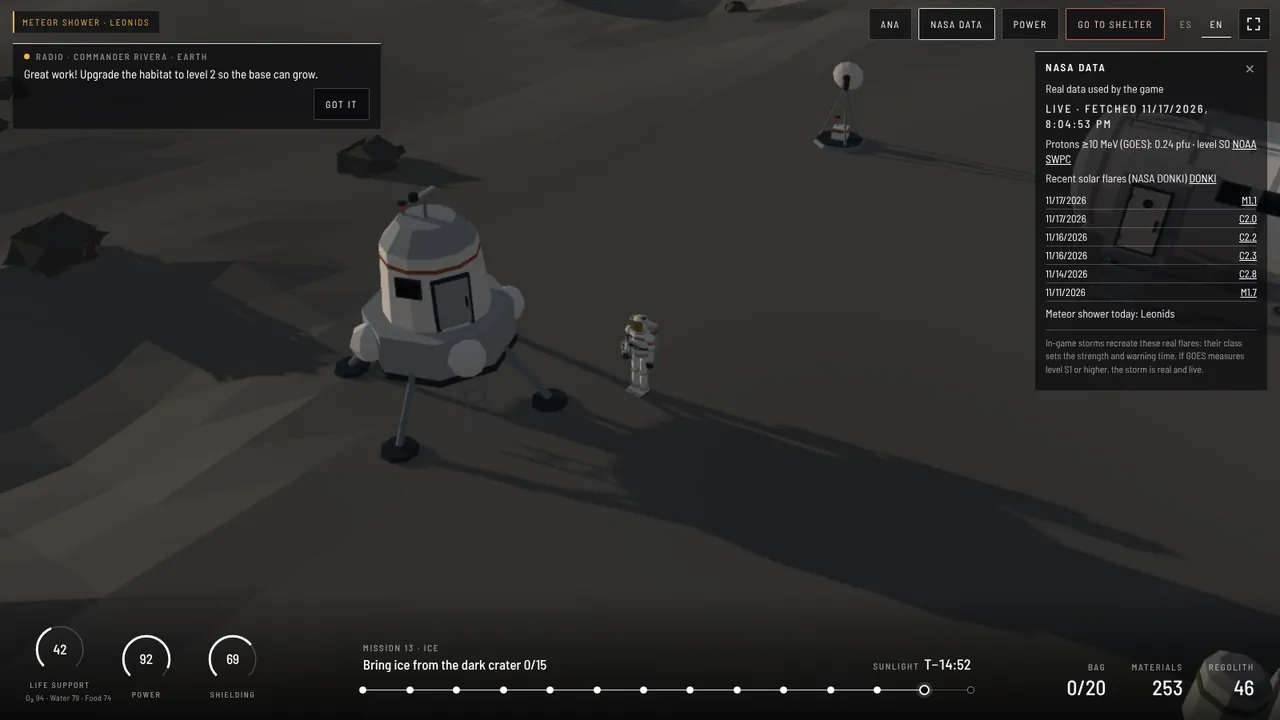 METEOR SHOWER · LEONIDS
ANA
NASA DATA
POWER
GO TO SHELTER
ES
EN
RADIO · COMMANDER RIVERA · EARTH
Great work! Upgrade the habitat to level 2 so the base can grow.
GOT IT
NASA DATA
×
Real data used by the game
LIVE · FETCHED 11/17/2026,
8:04:53 PM
Protons ≥10 MeV (GOES): 0.24 pfu · level S0 NOAA
SWPC
Recent solar flares (NASA DONKI) DONKI
11/17/2026 M1.1
11/17/2026 C2.0
11/16/2026 C2.2
11/16/2026 C2.3
11/14/2026 C2.8
11/11/2026 M1.7
Meteor shower today: Leonids
In-game storms recreate these real flares: their class
sets the strength and warning time. If GOES measures
level S1 or higher, the storm is real and live.
42
LIFE SUPPORT
O₂ 94 · Water 79 · Food 74
92
POWER
69
SHIELDING
MISSION 13 · ICE
Bring ice from the dark crater 0/15
SUNLIGHT T−14:52
BAG
0/20
MATERIALS
253
REGOLITH
46